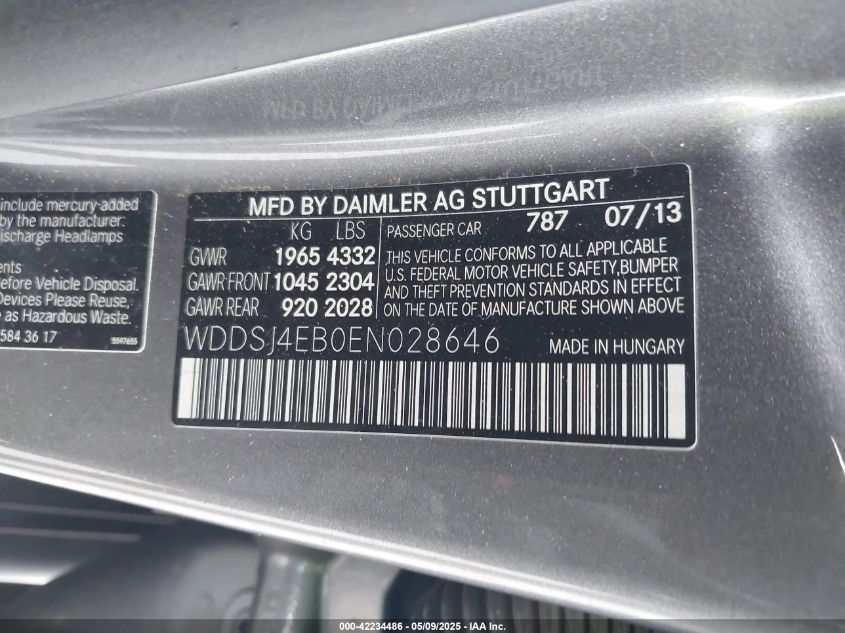 include mercury-added
by the manufacturer.
ischarge Headlamps
ents
efore Vehicle Disposal.
Devices Please Reuse,
e as Hazardous Waste.
584 36 17
5597655
MFD BY DAIMLER AG STUTTGART
KG LBS PASSENGER CAR 787 07/13
GVWR 1965 4332 THIS VEHICLE CONFORMS TO ALL APPLICABLE
GAWR FRONT 1045 2304 U.S. FEDERAL MOTOR VEHICLE SAFETY,BUMPER
GAWR REAR 920 2028 AND THEFT PREVENTION STANDARDS IN EFFECT
ON THE DATE OF MANUFACTURE SHOWN ABOVE
WDDSJ4EB0EN028646 MADE IN HUNGARY
000-42234486 - 05/09/2025 - IAA Inc.